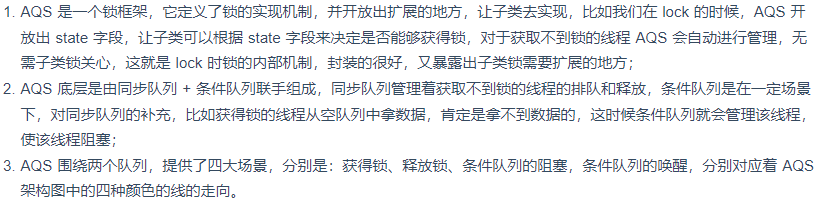 1. AQS 是一个锁框架，它定义了锁的实现机制，并开放出扩展的地方，让子类去实现，比如我们在 lock 的时候，AQS 开
放出 state 字段，让子类可以根据 state 字段来决定是否能够获得锁，对于获取不到锁的线程 AQS 会自动进行管理，无
需子类锁关心，这就是 lock 时锁的内部机制，封装的很好，又暴露出子类锁需要扩展的地方；
2. AQS 底层是由同步队列 + 条件队列联手组成，同步队列管理着获取不到锁的线程的排队和释放，条件队列是在一定场景
下，对同步队列的补充，比如获得锁的线程从空队列中拿数据，肯定是拿不到数据的，这时候条件队列就会管理该线程，
使该线程阻塞；
3. AQS 围绕两个队列，提供了四大场景，分别是：获得锁、释放锁、条件队列的阻塞，条件队列的唤醒，分别对应着 AQS
架构图中的四种颜色的线的走向。